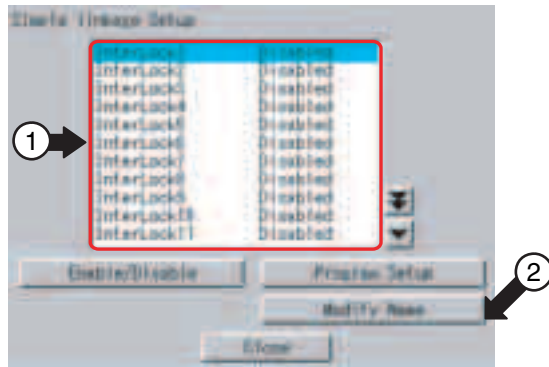 Simple linkage Setup
InterLock1 Disabled
InterLock2 Disabled
InterLock3 Disabled
InterLock4 Disabled
InterLock5 Disabled
InterLock6 Disabled
InterLock7 Disabled
InterLock8 Disabled
InterLock9 Disabled
InterLock10 Disabled
InterLock11 Disabled
1
Enable/Disable Program Setup
2
Modify Name
Close